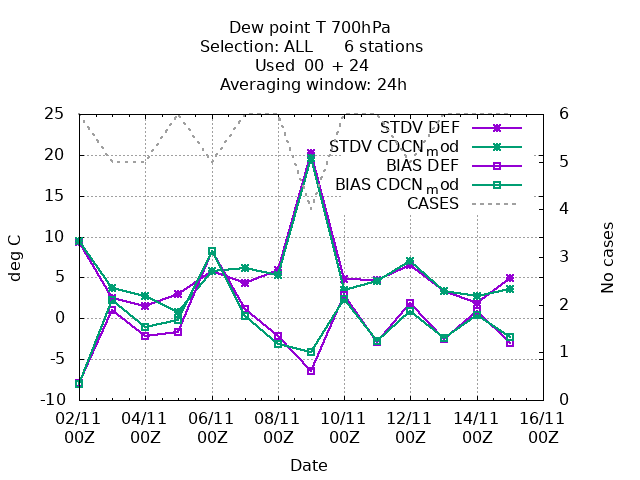 Dew point T 700hPa
Selection: ALL 6 stations
Used 00 + 24
Averaging window: 24h
25
20
15
10
5
0
-5
-10
6
5
4
3
2
1
0
deg C
No cases
STDV DEF
STDV CDCN_mod
BIAS DEF
BIAS CDCN_mod
CASES
02/11 04/11 06/11 08/11 10/11 12/11 14/11 16/11
00Z 00Z 00Z 00Z 00Z 00Z 00Z 00Z
Date